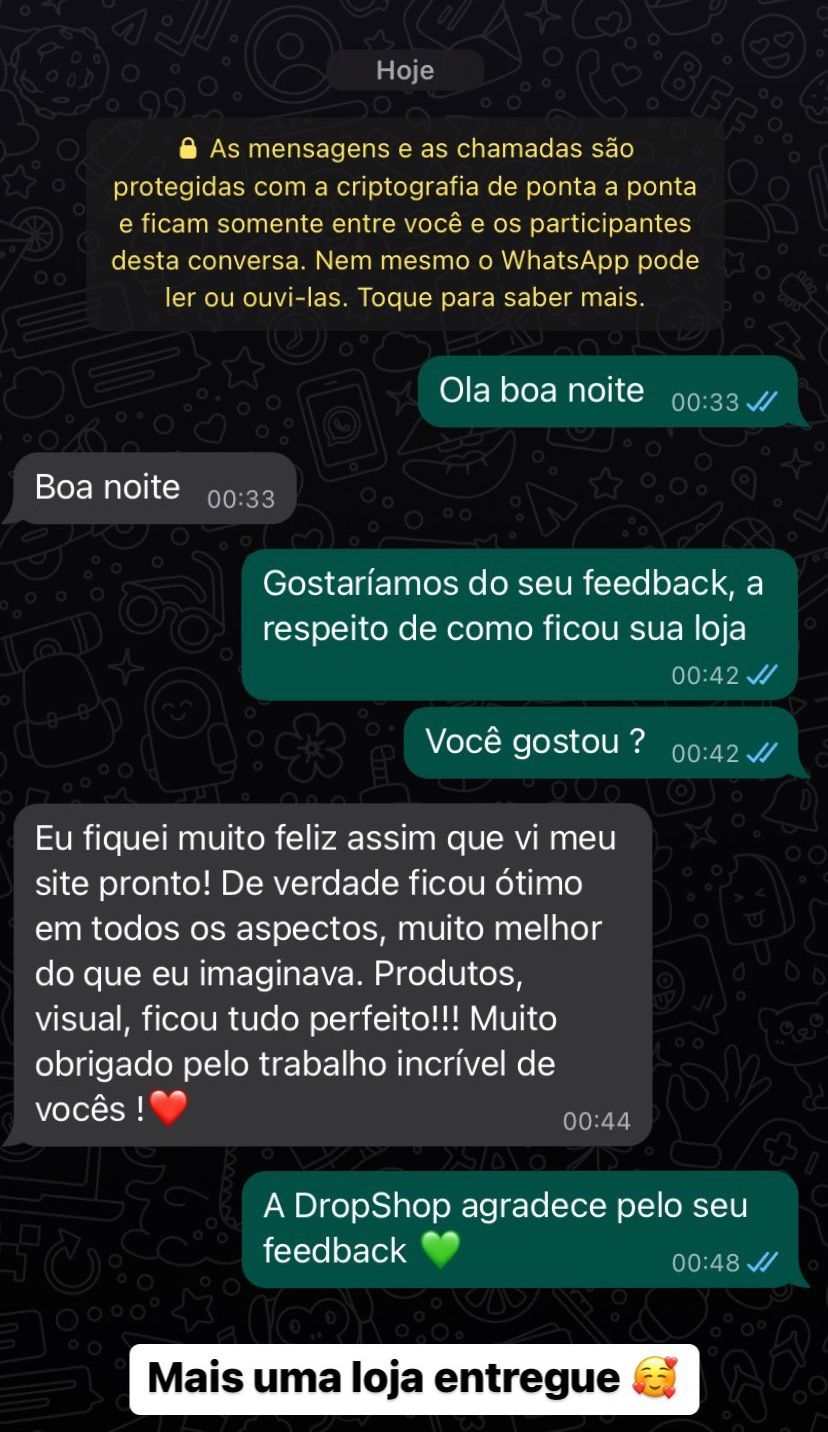 Hoje
🔒 As mensagens e as chamadas são
protegidas com a criptografia de ponta a ponta
e ficam somente entre você e os participantes
desta conversa. Nem mesmo o WhatsApp pode
ler ou ouvi-las. Toque para saber mais.
Ola boa noite 00:33
Boa noite 00:33
Gostaríamos do seu feedback, a
respeito de como ficou sua loja
00:42
Você gostou ? 00:42
Eu fiquei muito feliz assim que vi meu
site pronto! De verdade ficou ótimo
em todos os aspectos, muito melhor
do que eu imaginava. Produtos,
visual, ficou tudo perfeito!!! Muito
obrigado pelo trabalho incrível de
vocês !❤️ 00:44
A DropShop agradece pelo seu
feedback 💚 00:48
Mais uma loja entregue 🥰